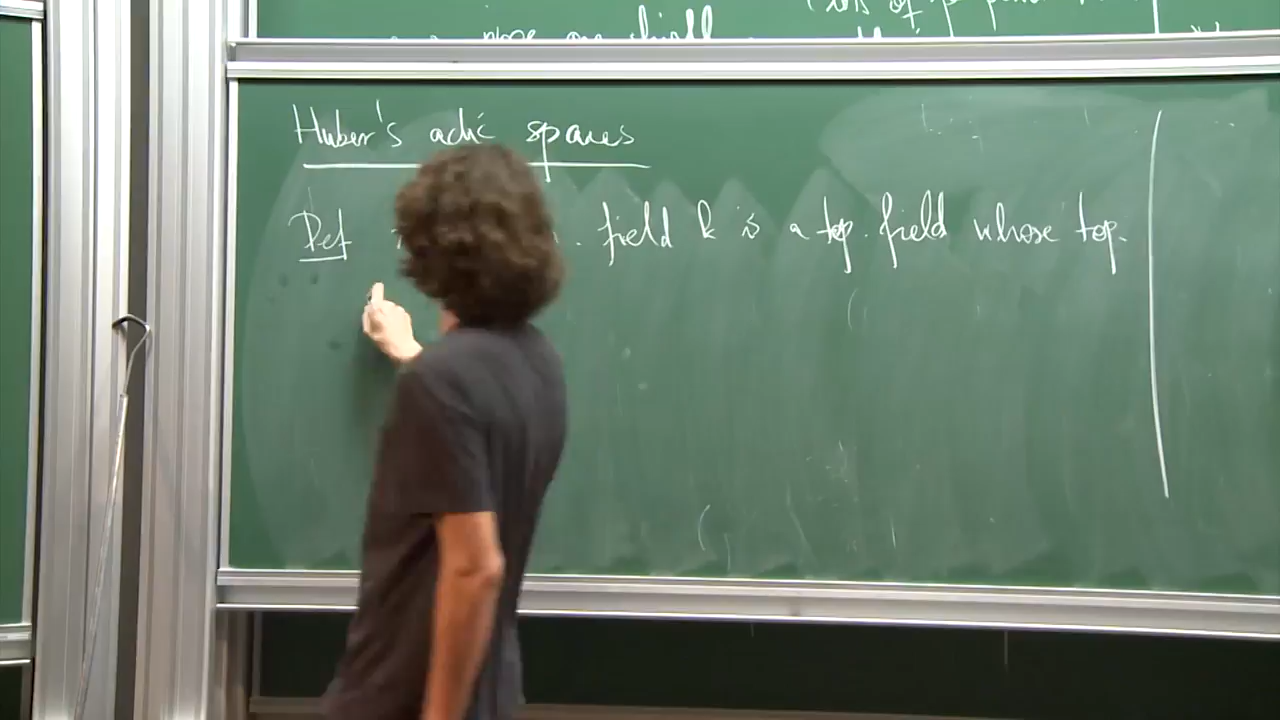 Huber's adic spaces
Def field k is a top. field whose top.